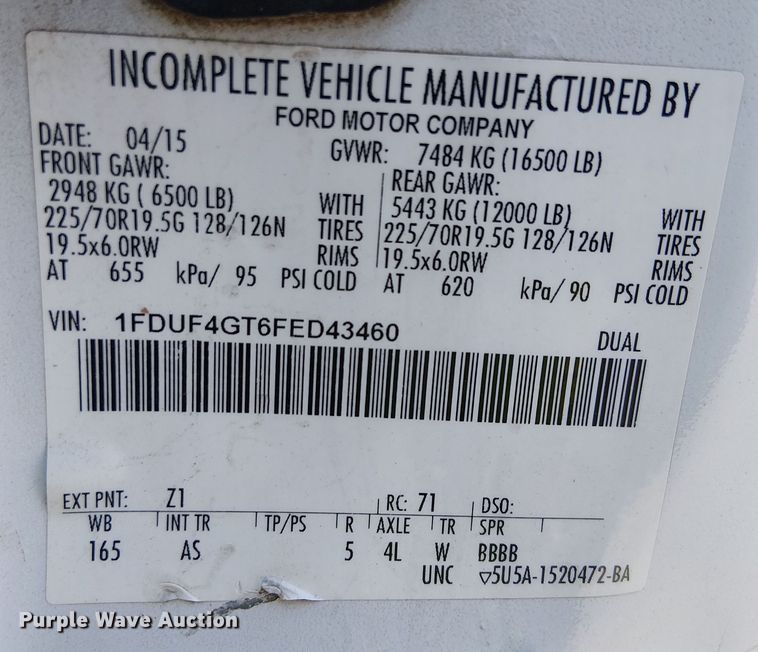 INCOMPLETE VEHICLE MANUFACTURED BY
FORD MOTOR COMPANY
DATE: 04/15
GVWR: 7484 KG (16500 LB)
FRONT GAWR:
2948 KG ( 6500 LB) WITH
225/70R19.5G 128/126N TIRES
19.5x6.0RW RIMS
AT 655 kPa/ 95 PSI COLD
REAR GAWR:
5443 KG (12000 LB) WITH
225/70R19.5G 128/126N TIRES
19.5x6.0RW RIMS
AT 620 kPa/ 90 PSI COLD
VIN: 1FDUF4GT6FED43460
DUAL
EXT PNT: Z1 RC: 71 DSO:
WB INT TR TP/PS R AXLE TR SPR
165 AS 5 4L W BBBB
UNC ▽5U5A-1520472-BA
Purple Wave Auction